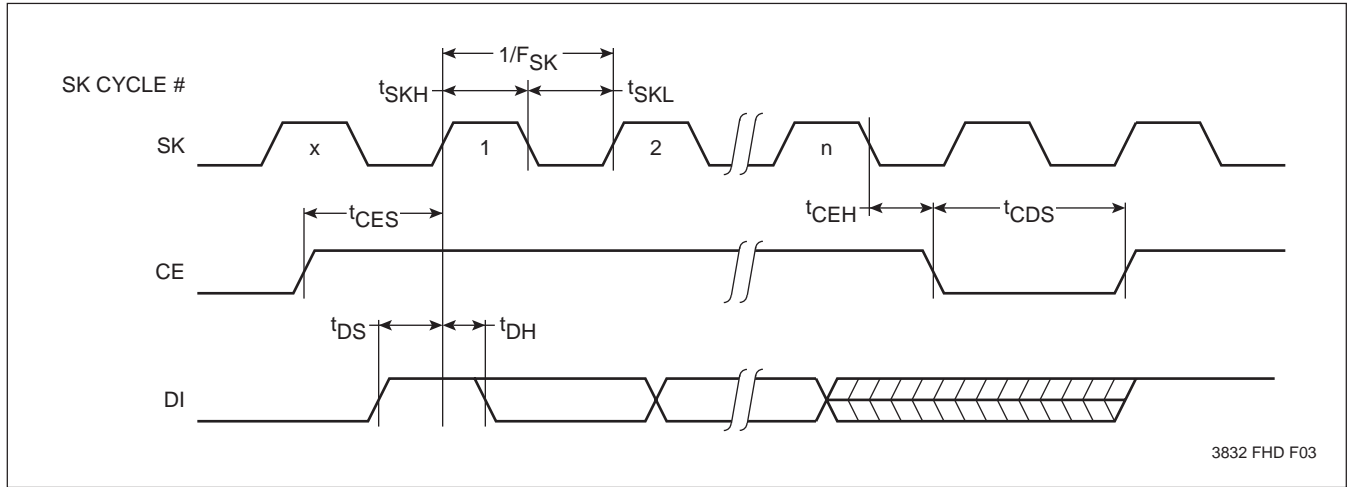 1/FSK
SK CYCLE #
tSKH
tSKL
SK
x
1
2
n
tCES
tCEH
tCDS
CE
tDS
tDH
DI
3832 FHD F03